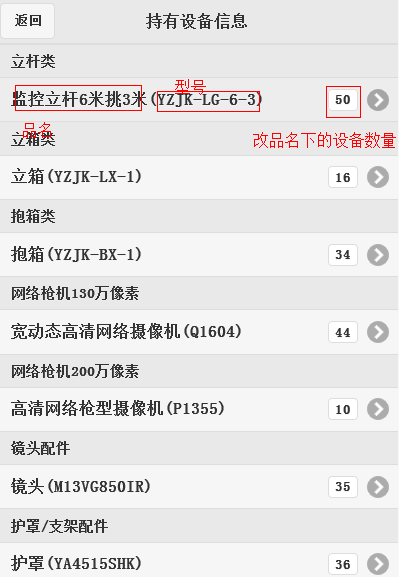 返回
持有设备信息
立杆类
型号
监控立杆6米挑3米(YZJK-LG-6-3)
50
品名
立箱类
改品名下的设备数量
立箱(YZJK-LX-1)
16
抱箱类
抱箱(YZJK-BX-1)
34
网络枪机130万像素
宽动态高清网络摄像机(Q1604)
44
网络枪机200万像素
高清网络枪型摄像机(P1355)
10
镜头配件
镜头(M13VG850IR)
35
护罩/支架配件
护罩(YA4515SHK)
36